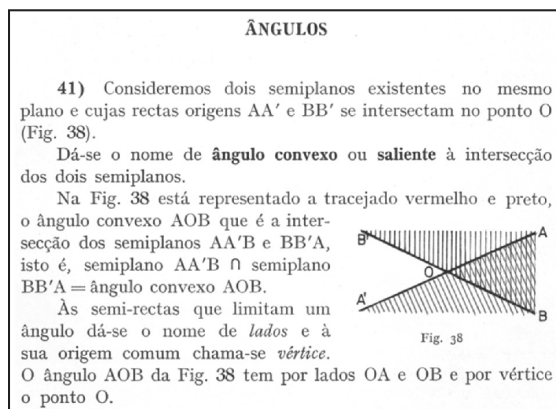 ÂNGULOS
41) Consideremos dois semiplanos existentes no mesmo
plano e cujas rectas origens AA′ e BB′ se intersectam no ponto O
(Fig. 38).
Dá-se o nome de ângulo convexo ou saliente à intersecção
dos dois semiplanos.
Na Fig. 38 está representado a tracejado vermelho e preto,
o ângulo convexo AOB que é a inter-
secção dos semiplanos AA′B e BB′A,
isto é, semiplano AA′B ∩ semiplano
BB′A = ângulo convexo AOB.
Às semi-rectas que limitam um
ângulo dá-se o nome de lados e à
sua origem comum chama-se vértice.
O ângulo AOB da Fig. 38 tem por lados OA e OB e por vértice
o ponto O.
B′
A
O
A′
B
Fig. 38